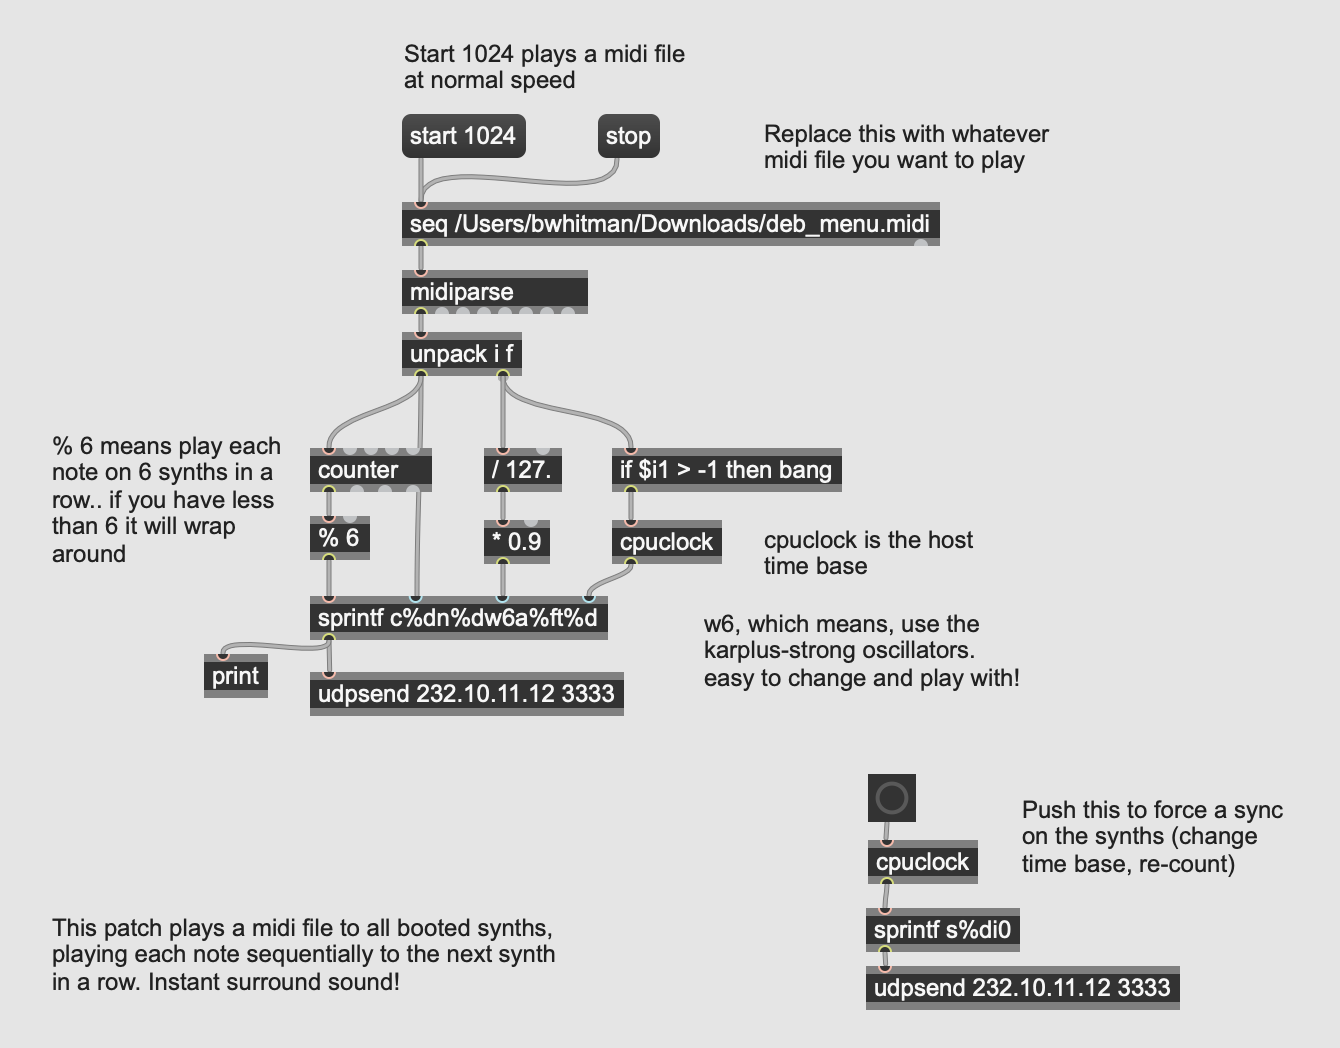 Start 1024 plays a midi file
at normal speed
start 1024
stop
Replace this with whatever
midi file you want to play
seq /Users/bwhitman/Downloads/deb_menu.midi
midiparse
unpack i f
% 6 means play each
note on 6 synths in a
row.. if you have less
than 6 it will wrap
around
counter
/ 127.
if $i1 > -1 then bang
% 6
* 0.9
cpuclock
cpuclock is the host
time base
sprintf c%dn%dw6a%ft%d
w6, which means, use the
karplus-strong oscillators.
easy to change and play with!
print
udpsend 232.10.11.12 3333
Push this to force a sync
on the synths (change
time base, re-count)
cpuclock
sprintf s%di0
udpsend 232.10.11.12 3333
This patch plays a midi file to all booted synths,
playing each note sequentially to the next synth
in a row. Instant surround sound!